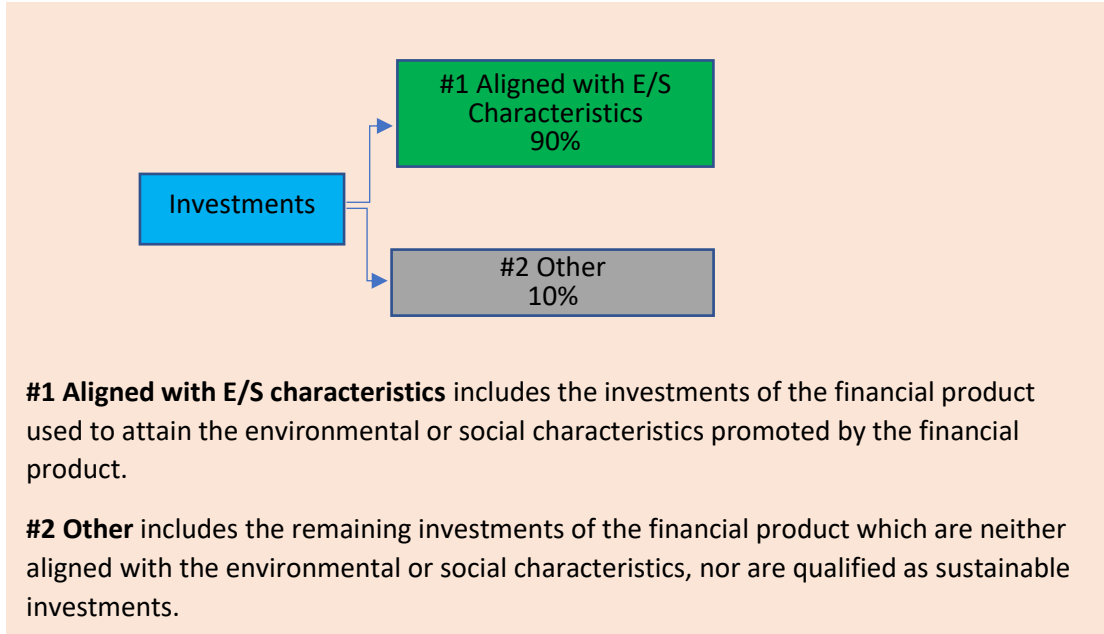 #1 Aligned with E/S
Characteristics
90%
Investments
#2 Other
10%
#1 Aligned with E/S characteristics includes the investments of the financial product
used to attain the environmental or social characteristics promoted by the financial
product.
#2 Other includes the remaining investments of the financial product which are neither
aligned with the environmental or social characteristics, nor are qualified as sustainable
investments.